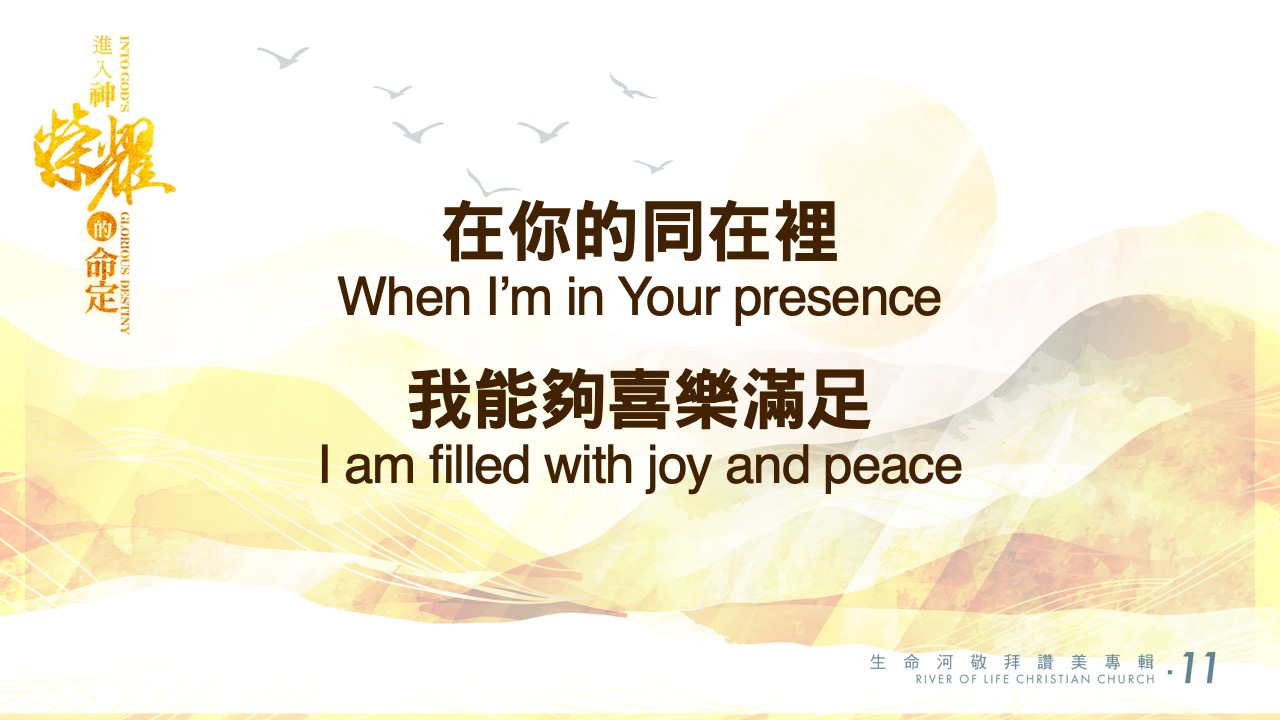 進入神
INTO GOD'S
榮耀
的命定
GLORIOUS DESTINY
在你的同在裡
When I’m in Your presence
我能夠喜樂滿足
I am filled with joy and peace
生命河敬拜讚美專輯
RIVER OF LIFE CHRISTIAN CHURCH
·11